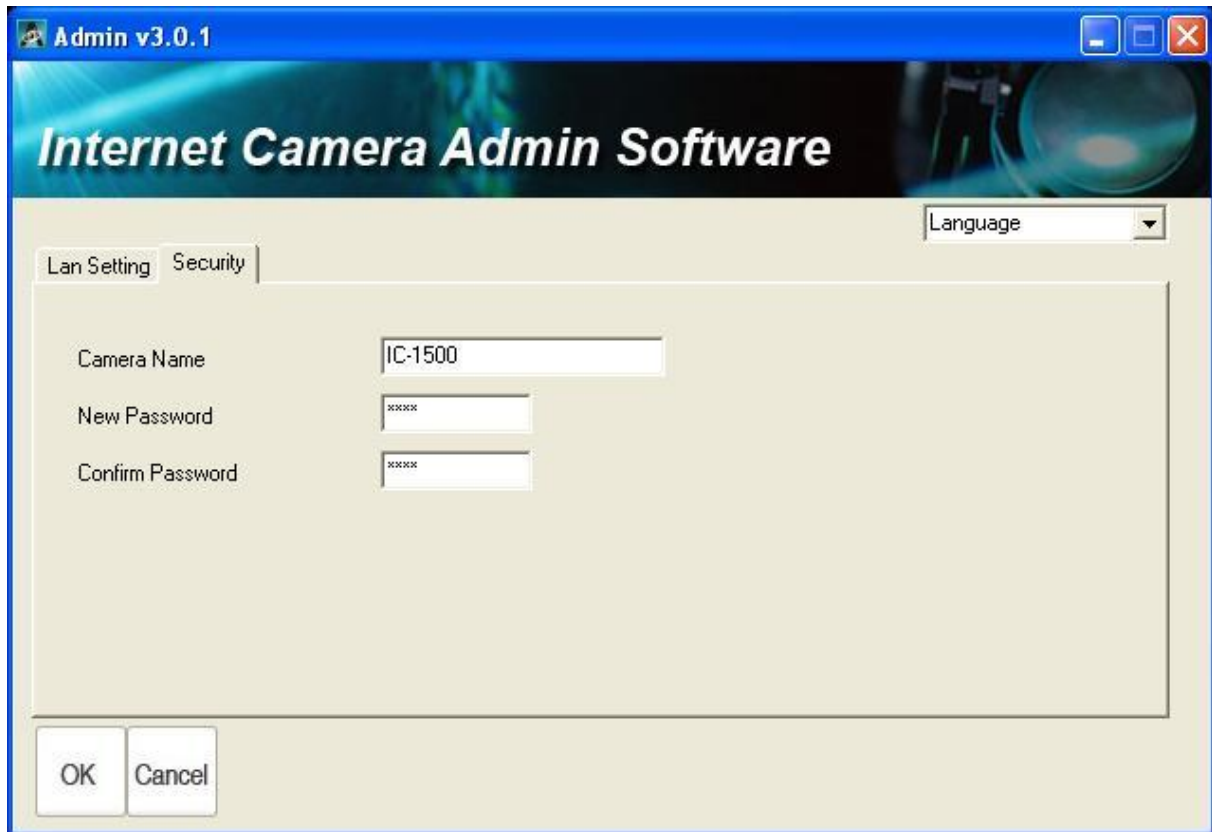 Admin v3.0.1
Internet Camera Admin Software
Language
Lan Setting Security
Camera Name IC-1500
New Password ****
Confirm Password ****
OK Cancel